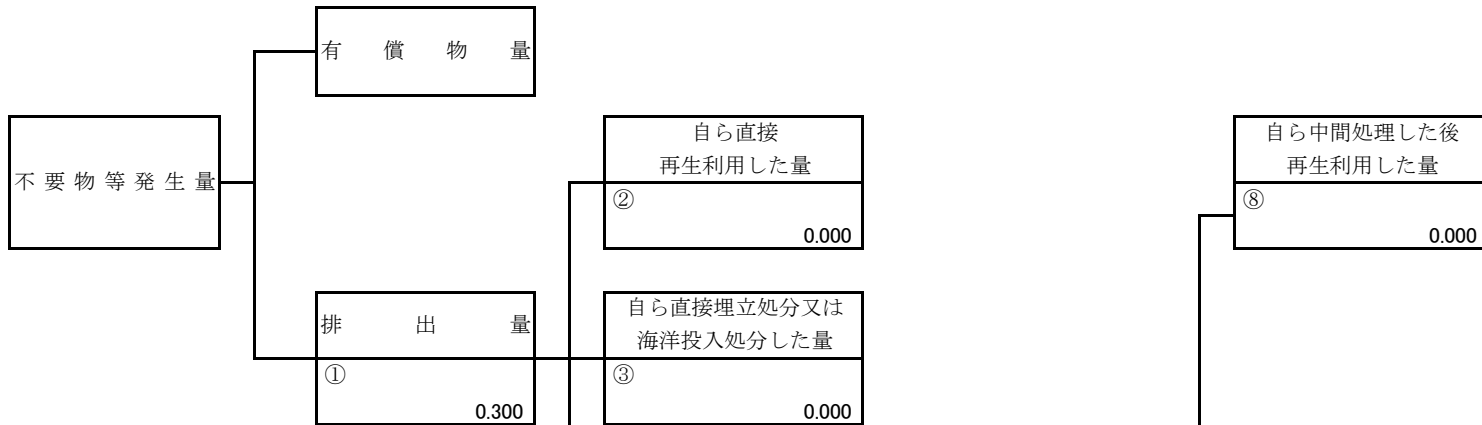 有償物量
不要物等発生量
自ら直接
再生利用した量
②
0.000
自ら中間処理した後
再生利用した量
⑧
0.000
排出量
①
0.300
自ら直接埋立処分又は
海洋投入処分した量
③
0.000